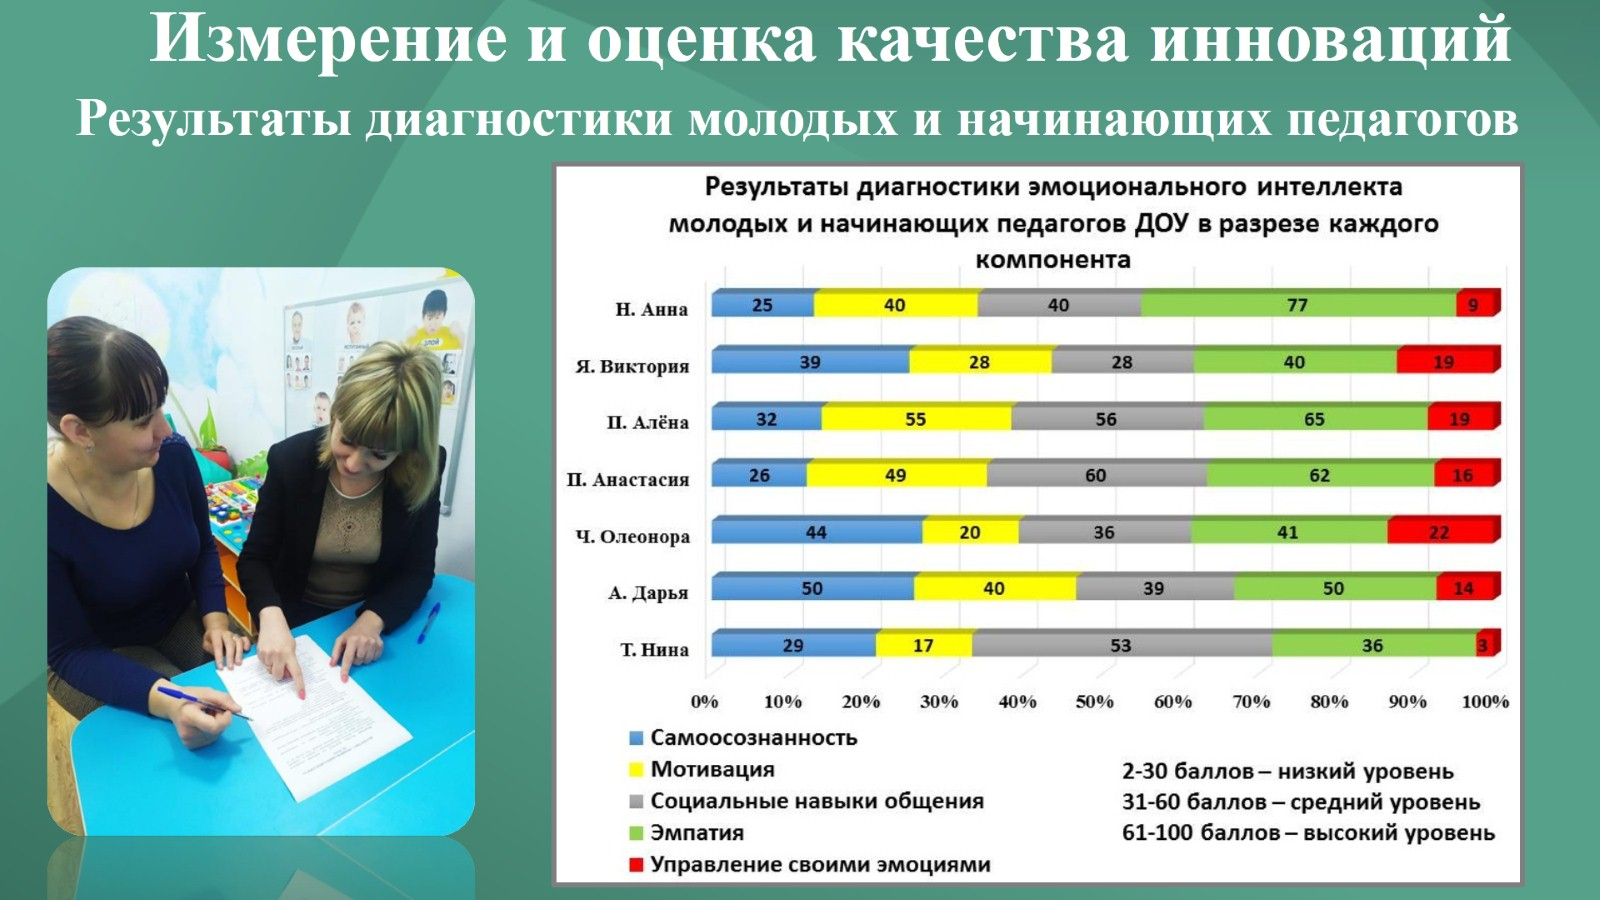 Измерение и оценка качества инноваций
Результаты диагностики молодых и начинающих педагогов
Результаты диагностики эмоционального интеллекта
молодых и начинающих педагогов ДОУ в разрезе каждого
компонента
Н. Анна 25 40 40 77 9
Я. Виктория 39 28 28 40 19
П. Алёна 32 55 56 65 19
П. Анастасия 26 49 60 62 16
Ч. Олеонора 44 20 36 41 22
А. Дарья 50 40 39 50 14
Т. Нина 29 17 53 36 3
0% 10% 20% 30% 40% 50% 60% 70% 80% 90% 100%
Самоосознанность
Мотивация
Социальные навыки общения
Эмпатия
Управление своими эмоциями
2-30 баллов – низкий уровень
31-60 баллов – средний уровень
61-100 баллов – высокий уровень